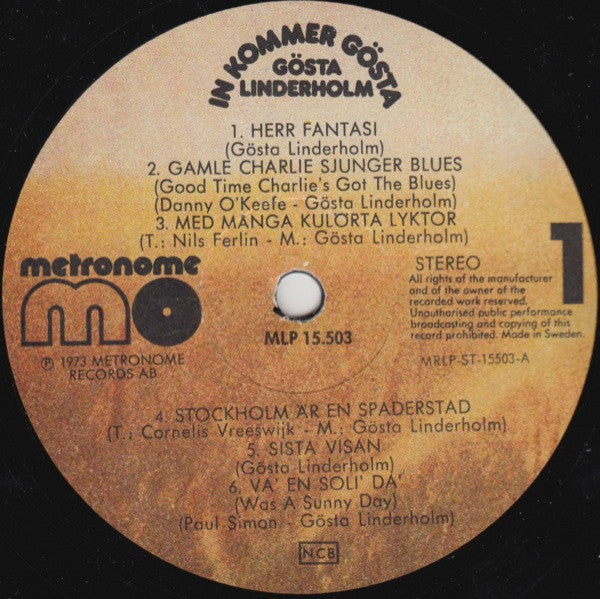 IN KOMMER GÖSTA
GÖSTA
LINDERHOLM
1. HERR FANTASI
(Gösta Linderholm)
2. GAMLE CHARLIE SJUNGER BLUES
(Good Time Charlie's Got The Blues)
(Danny O'Keefe - Gösta Linderholm)
3. MED MÅNGA KULÖRTA LYKTOR
(T.: Nils Ferlin - M.: Gösta Linderholm)
metronome
mo
℗ 1973 METRONOME
RECORDS AB
MLP 15.503
STEREO
1
All rights of the manufacturer
and of the owner of the
recorded work reserved.
Unauthorised public performance
broadcasting and copying of this
record prohibited. Made in Sweden.
MRLP-ST-15503-A
4. STOCKHOLM ÄR EN SPADERSTAD
(T.: Cornelis Vreeswijk - M.: Gösta Linderholm)
5. SISTA VISAN
(Gösta Linderholm)
6. VA' EN SOLI' DA'
(Was A Sunny Day)
(Paul Simon - Gösta Linderholm)
NCB